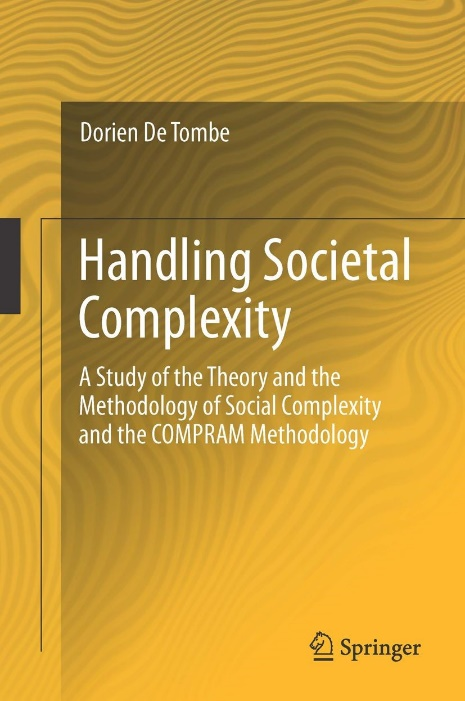 Dorien De Tombe
Handling Societal
Complexity
A Study of the Theory and the
Methodology of Social Complexity
and the COMPRAM Methodology
Springer